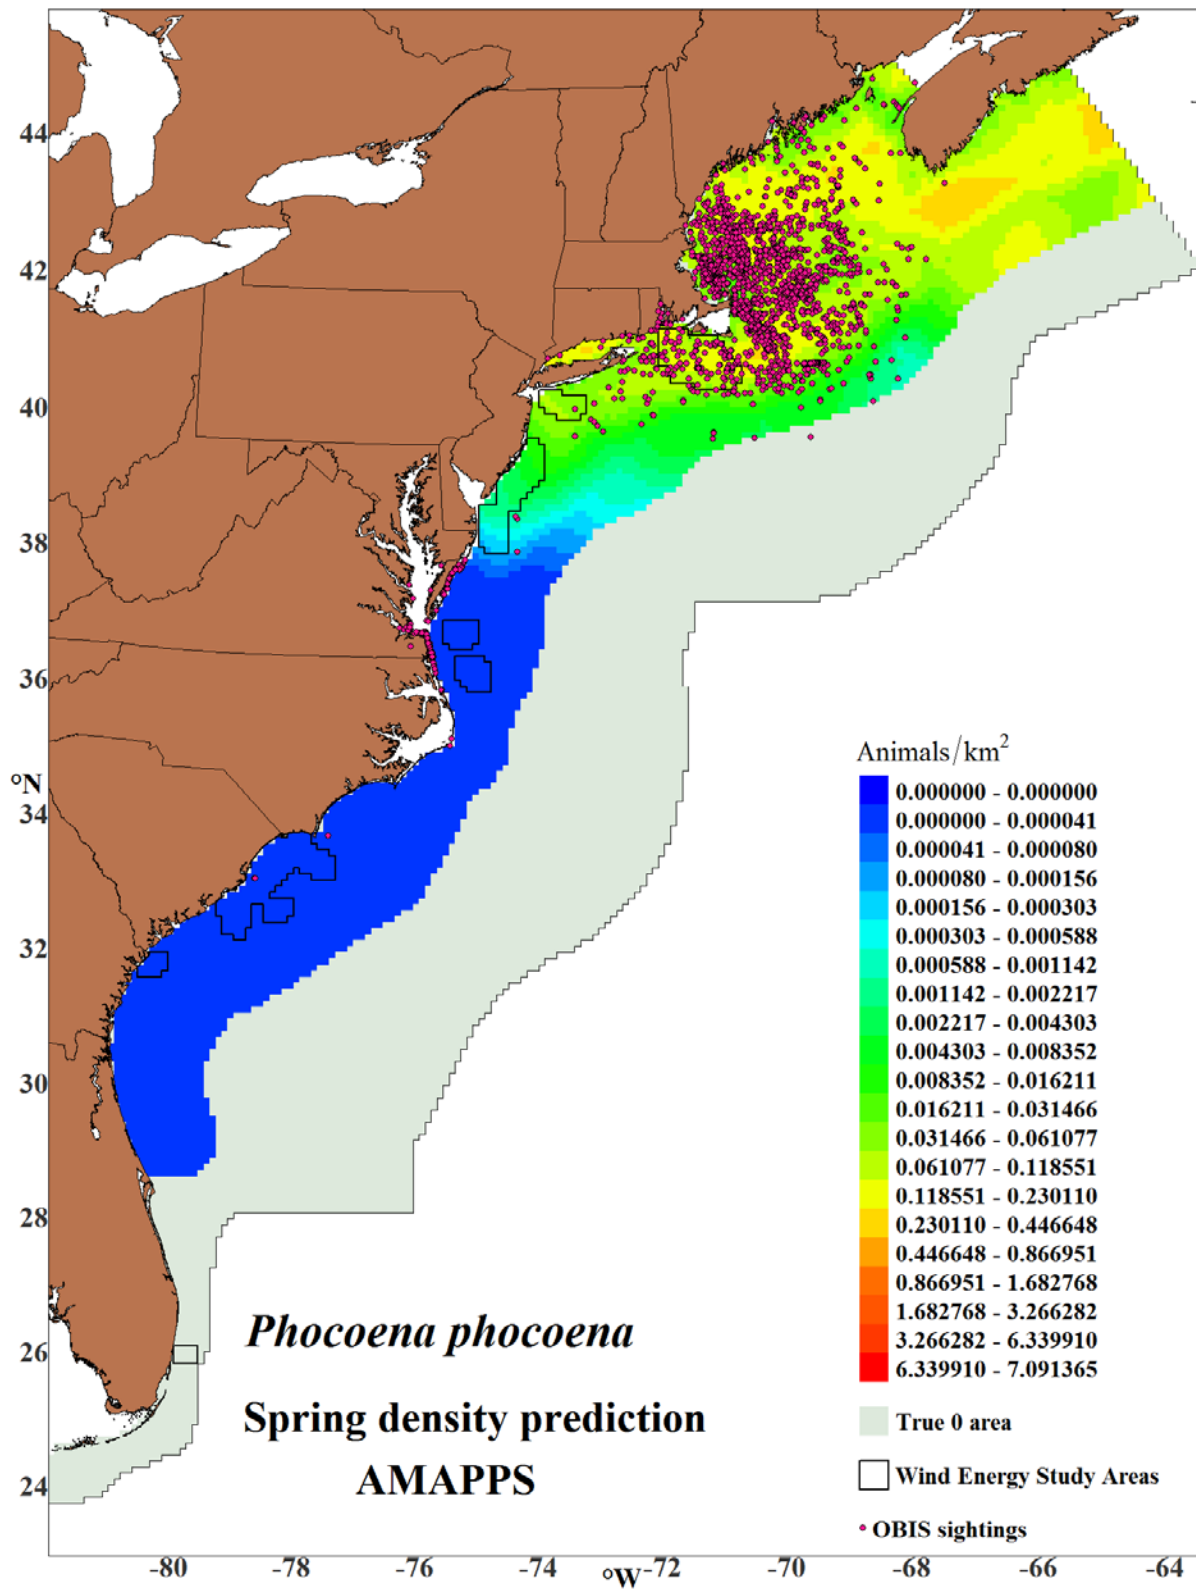 44
42
40
38
36
°N
34
32
30
28
26
24
Animals/km²
0.000000 - 0.000000
0.000000 - 0.000041
0.000041 - 0.000080
0.000080 - 0.000156
0.000156 - 0.000303
0.000303 - 0.000588
0.000588 - 0.001142
0.001142 - 0.002217
0.002217 - 0.004303
0.004303 - 0.008352
0.008352 - 0.016211
0.016211 - 0.031466
0.031466 - 0.061077
0.061077 - 0.118551
0.118551 - 0.230110
0.230110 - 0.446648
0.446648 - 0.866951
0.866951 - 1.682768
1.682768 - 3.266282
3.266282 - 6.339910
6.339910 - 7.091365
True 0 area
Wind Energy Study Areas
OBIS sightings
Phocoena phocoena
Spring density prediction
AMAPPS
-80 -78 -76 -74 °W -72 -70 -68 -66 -64